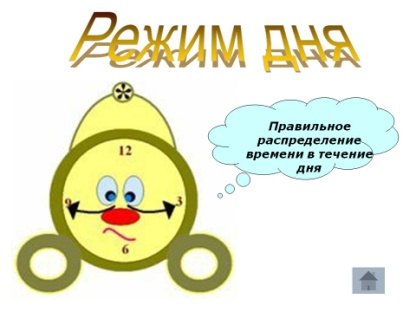 Режим дня
12
9
3
6
Правильное
распределение
времени в течение
дня